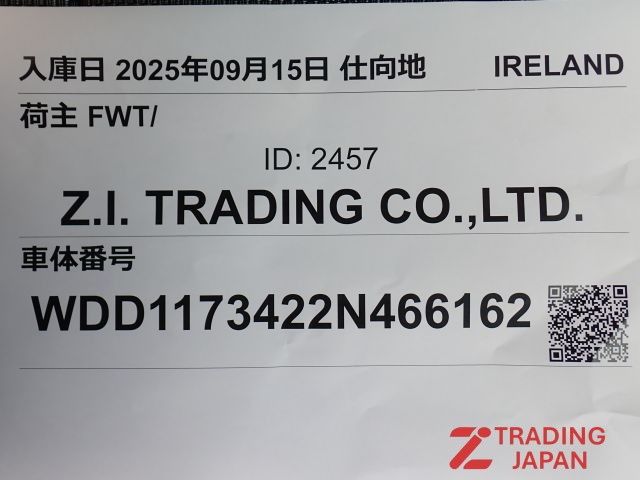 入庫日 2025年09月15日 仕向地 IRELAND
荷主 FWT/
ID: 2457
Z.I. TRADING CO.,LTD.
車体番号
WDD1173422N466162
TRADING
JAPAN